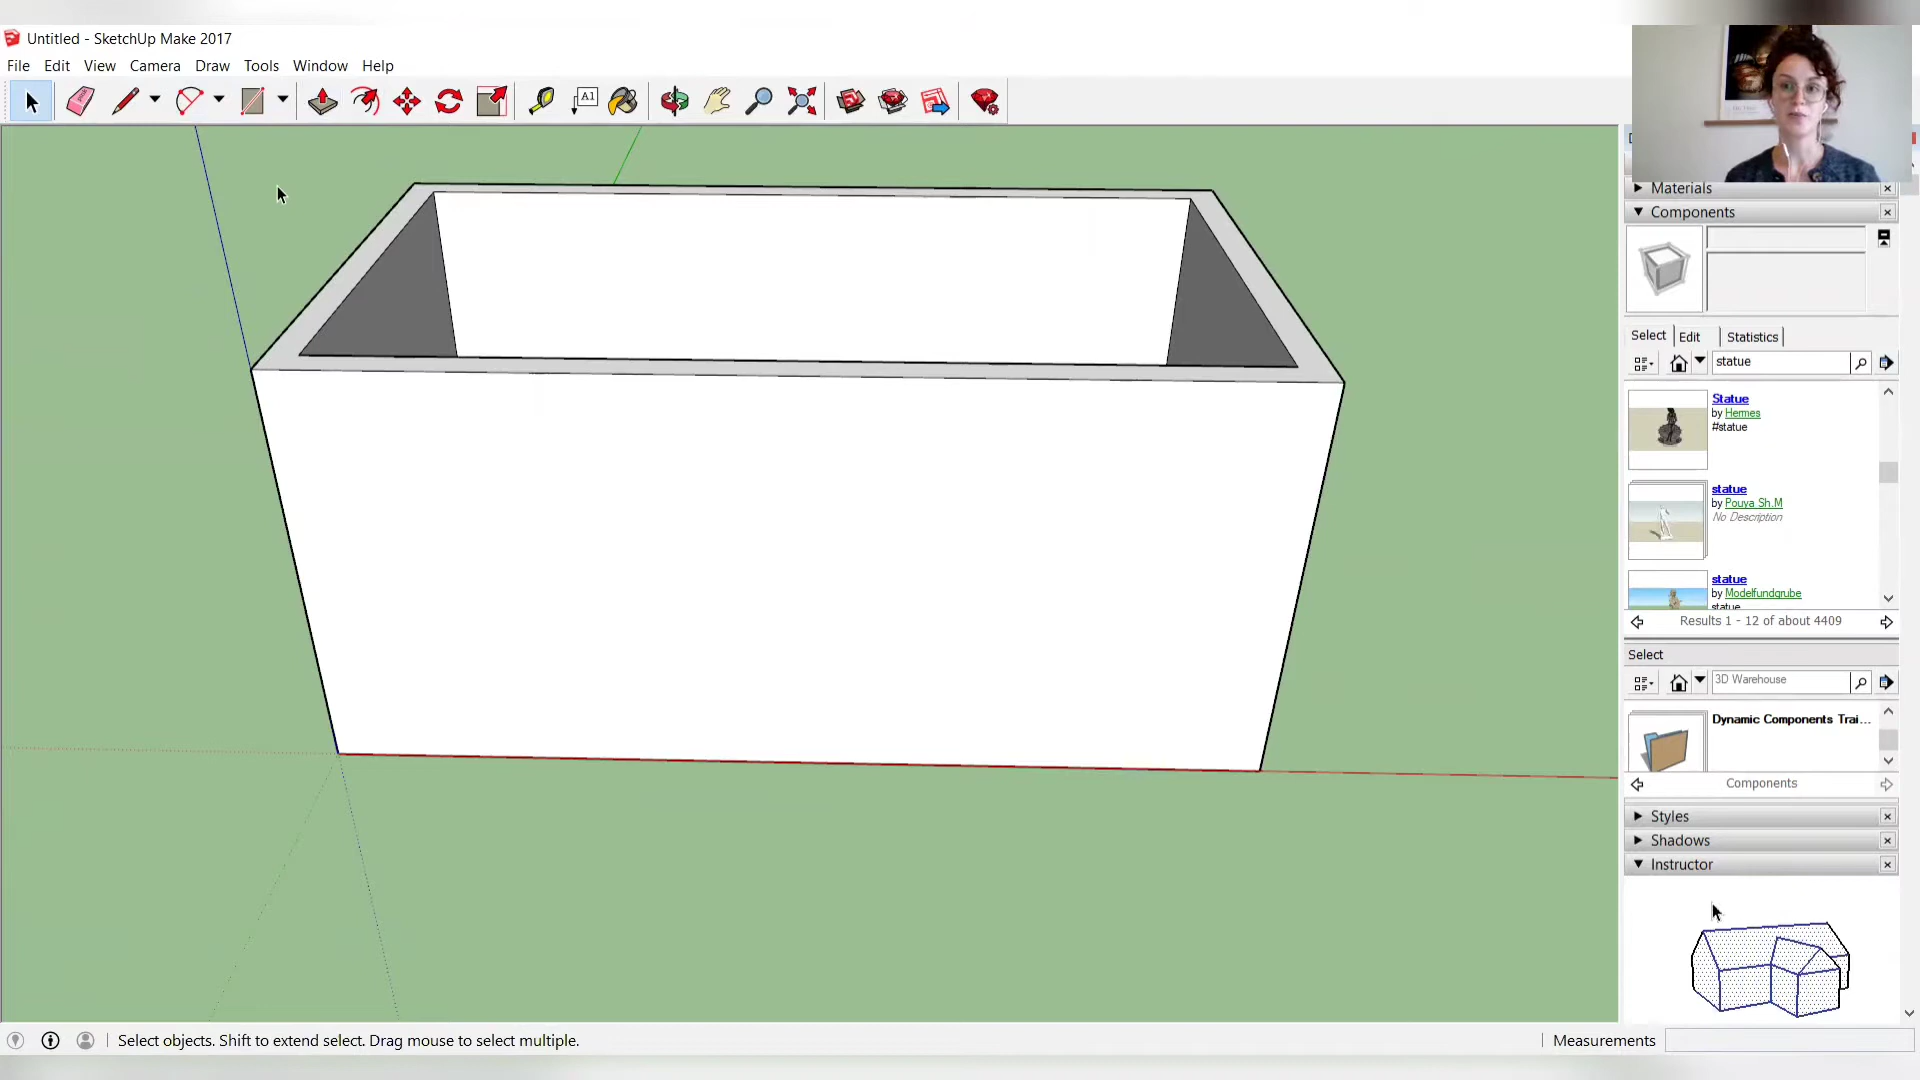 Untitled - SketchUp Make 2017
File Edit View Camera Draw Tools Window Help
A1
Materials
Components
Select Edit Statistics
statue
Statue
by Hermes
#statue
statue
by Pouya Sh.M
No Description
statue
by Modelfundgrube
statue
Results 1 - 12 of about 4409
Select
3D Warehouse
Dynamic Components Trai...
Components
Styles
Shadows
Instructor
Select objects. Shift to extend select. Drag mouse to select multiple.
Measurements